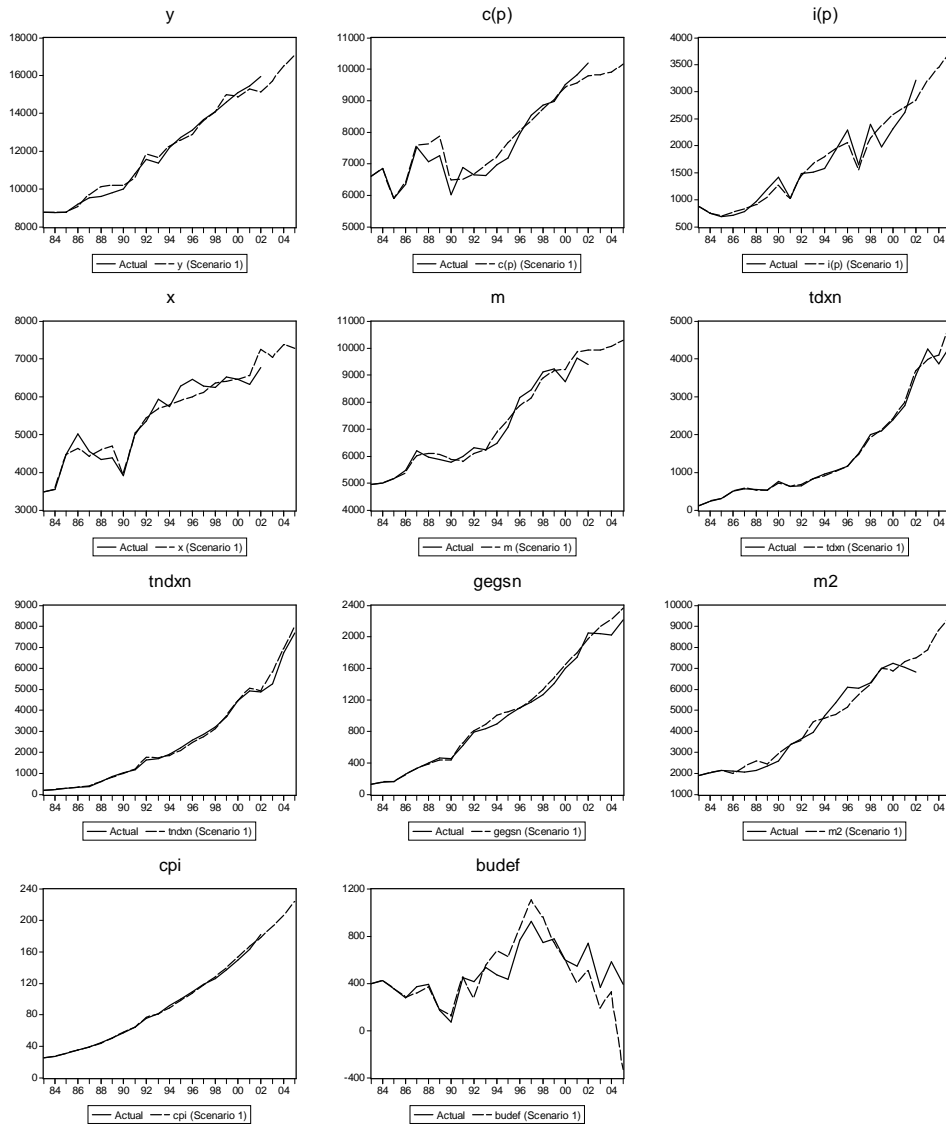 y
18000
16000
14000
12000
10000
8000
84 86 88 90 92 94 96 98 00 02 04
Actual y (Scenario 1)
c(p)
11000
10000
9000
8000
7000
6000
5000
84 86 88 90 92 94 96 98 00 02 04
Actual c(p) (Scenario 1)
i(p)
4000
3500
3000
2500
2000
1500
1000
500
84 86 88 90 92 94 96 98 00 02 04
Actual i(p) (Scenario 1)
x
8000
7000
6000
5000
4000
3000
84 86 88 90 92 94 96 98 00 02 04
Actual x (Scenario 1)
m
11000
10000
9000
8000
7000
6000
5000
4000
84 86 88 90 92 94 96 98 00 02 04
Actual m (Scenario 1)
tdxn
5000
4000
3000
2000
1000
0
84 86 88 90 92 94 96 98 00 02 04
Actual tdxn (Scenario 1)
tndxn
9000
8000
7000
6000
5000
4000
3000
2000
1000
0
84 86 88 90 92 94 96 98 00 02 04
Actual tndxn (Scenario 1)
gegsn
2400
2000
1600
1200
800
400
0
84 86 88 90 92 94 96 98 00 02 04
Actual gegsn (Scenario 1)
m2
10000
9000
8000
7000
6000
5000
4000
3000
2000
1000
84 86 88 90 92 94 96 98 00 02 04
Actual m2 (Scenario 1)
cpi
240
200
160
120
80
40
0
84 86 88 90 92 94 96 98 00 02 04
Actual cpi (Scenario 1)
budef
1200
800
400
0
-400
84 86 88 90 92 94 96 98 00 02 04
Actual budef (Scenario 1)